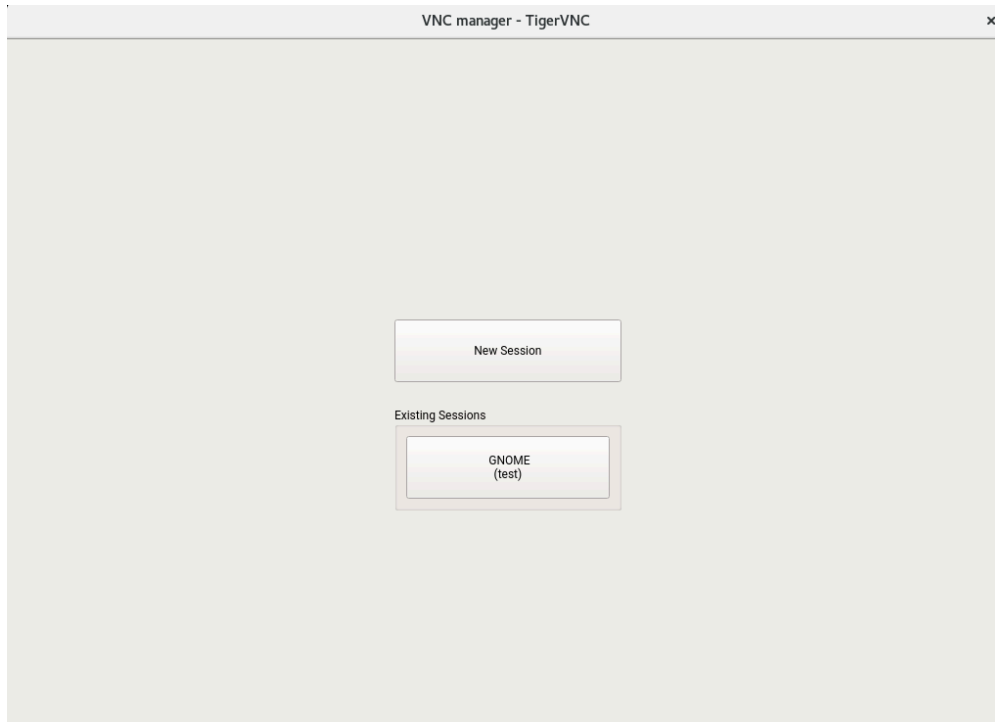 VNC manager - TigerVNC
New Session
Existing Sessions
GNOME
(test)